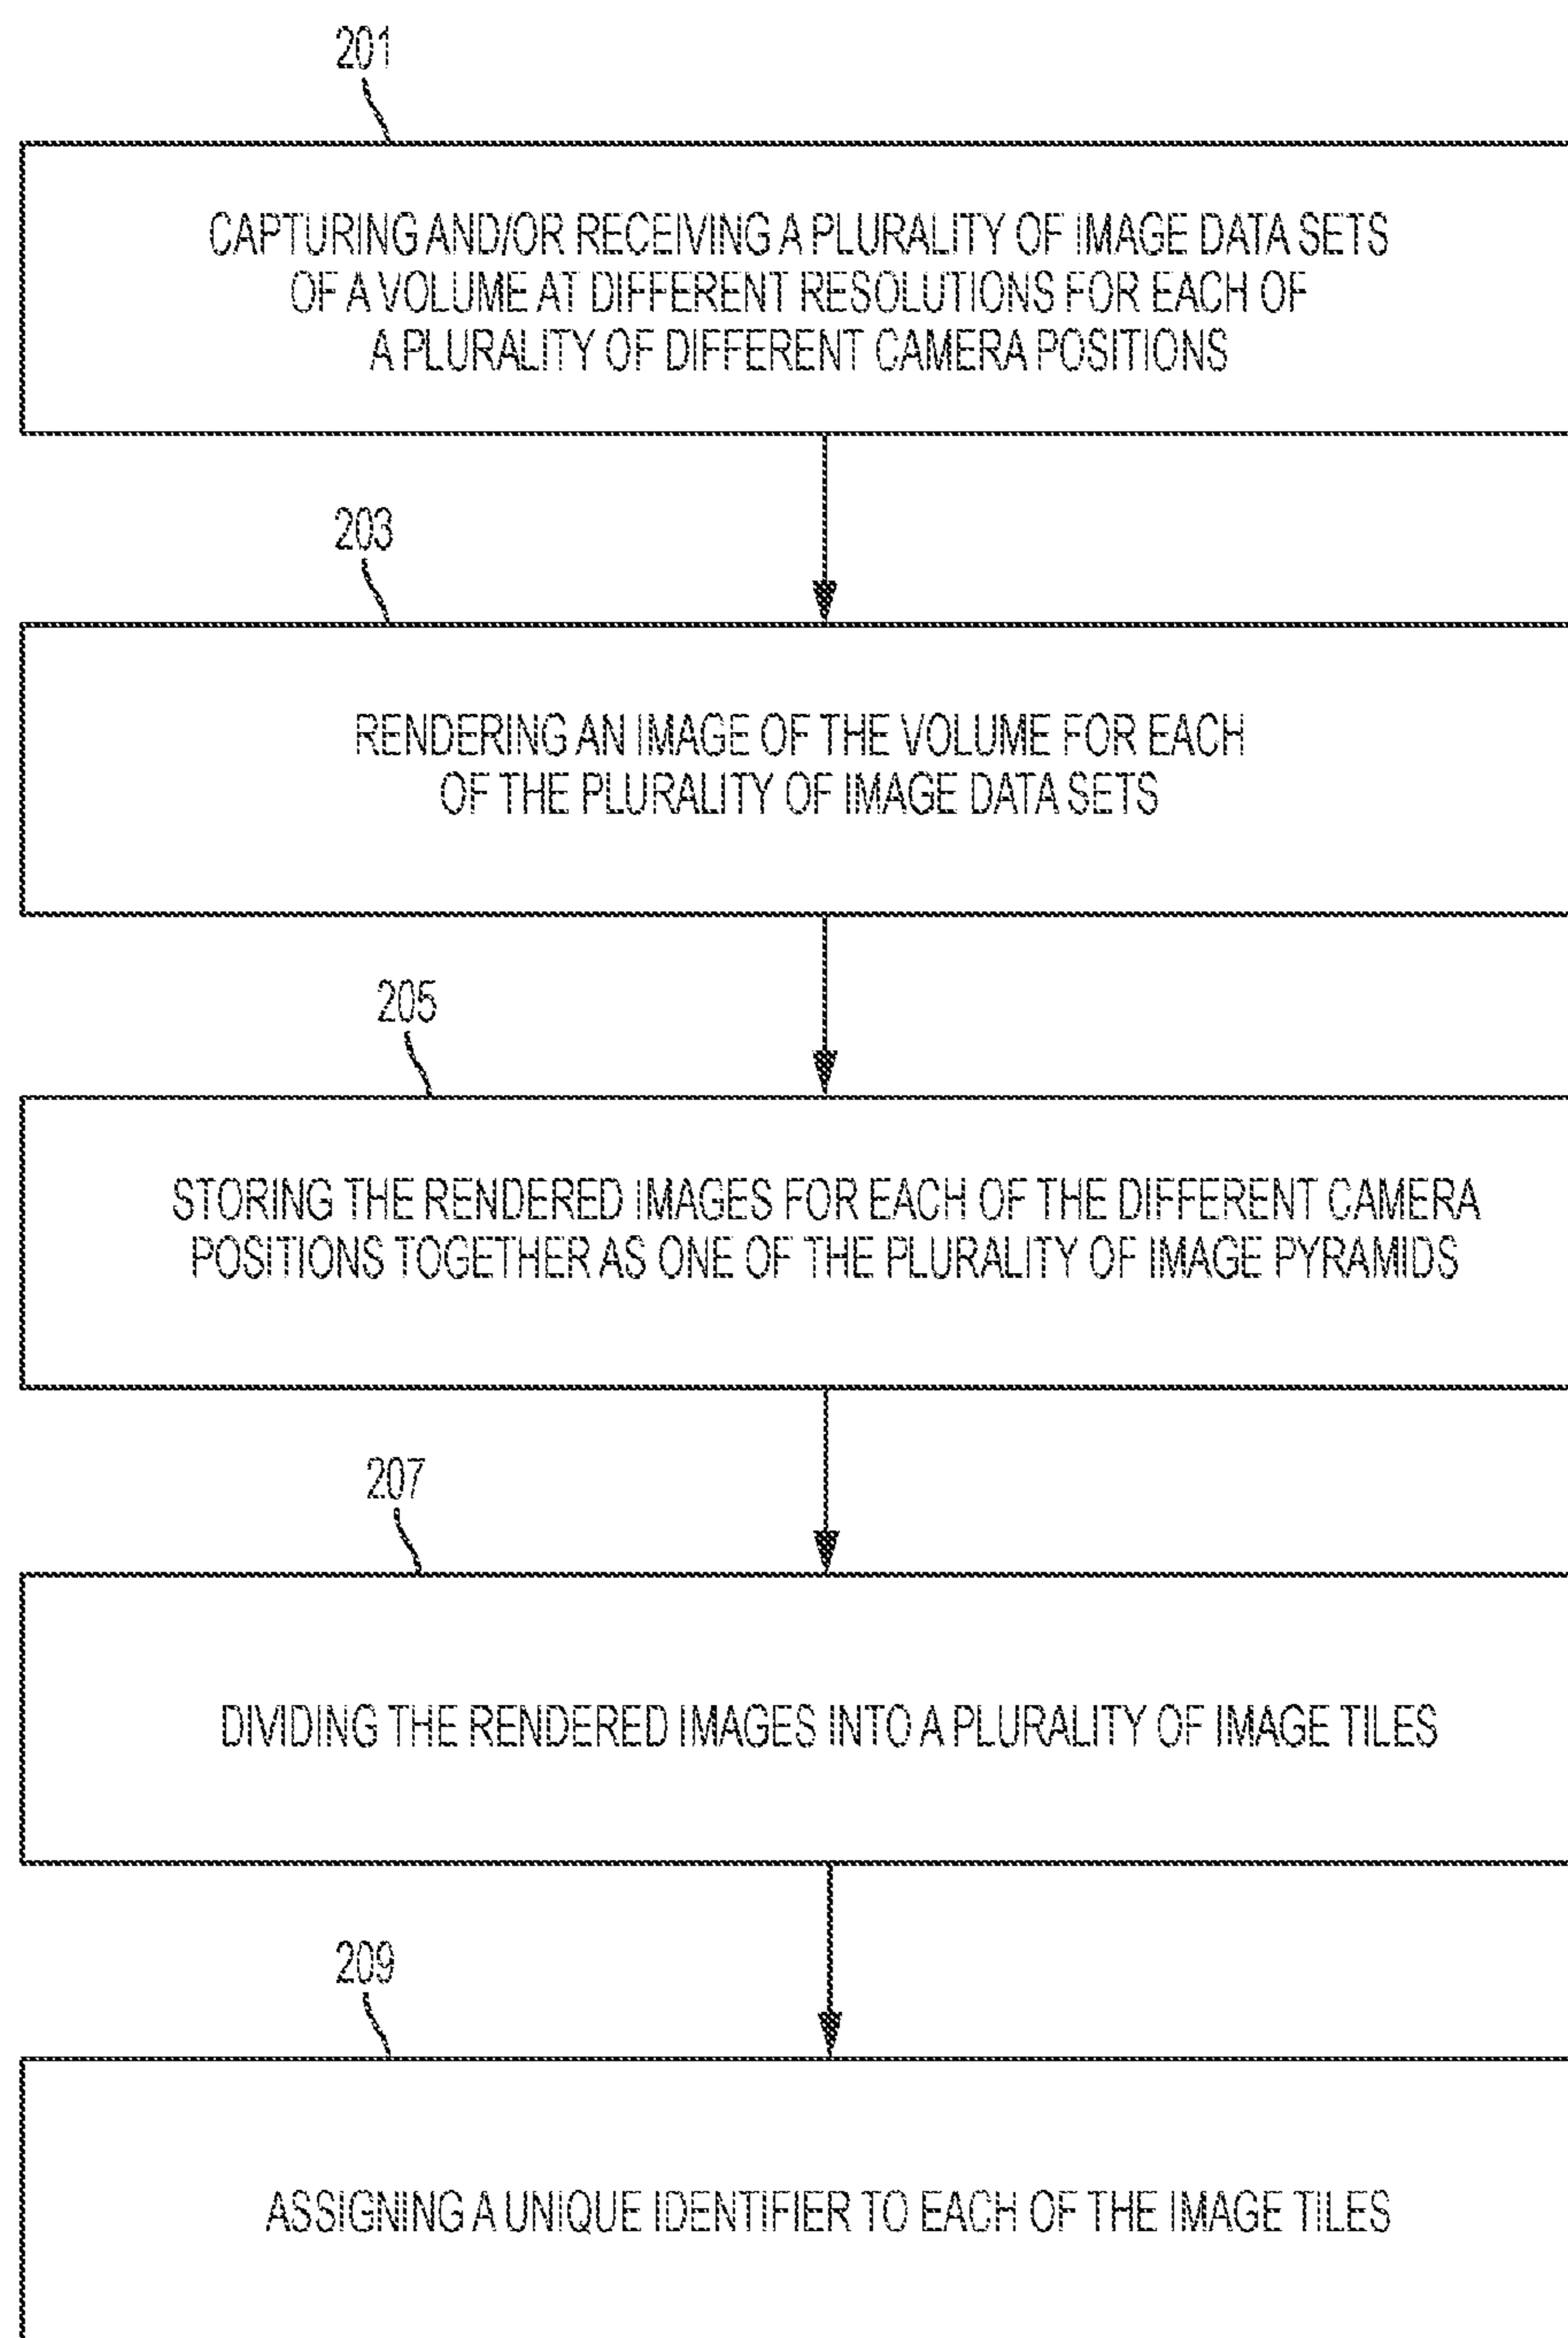 201
CAPTURING AND/OR RECEIVING A PLURALITY OF IMAGE DATA SETS
OF A VOLUME AT DIFFERENT RESOLUTIONS FOR EACH OF
A PLURALITY OF DIFFERENT CAMERA POSITIONS
203
RENDERING AN IMAGE OF THE VOLUME FOR EACH
OF THE PLURALITY OF IMAGE DATA SETS
205
STORING THE RENDERED IMAGES FOR EACH OF THE DIFFERENT CAMERA
POSITIONS TOGETHER AS ONE OF THE PLURALITY OF IMAGE PYRAMIDS
207
DIVIDING THE RENDERED IMAGES INTO A PLURALITY OF IMAGE TILES
209
ASSIGNING A UNIQUE IDENTIFIER TO EACH OF THE IMAGE TILES